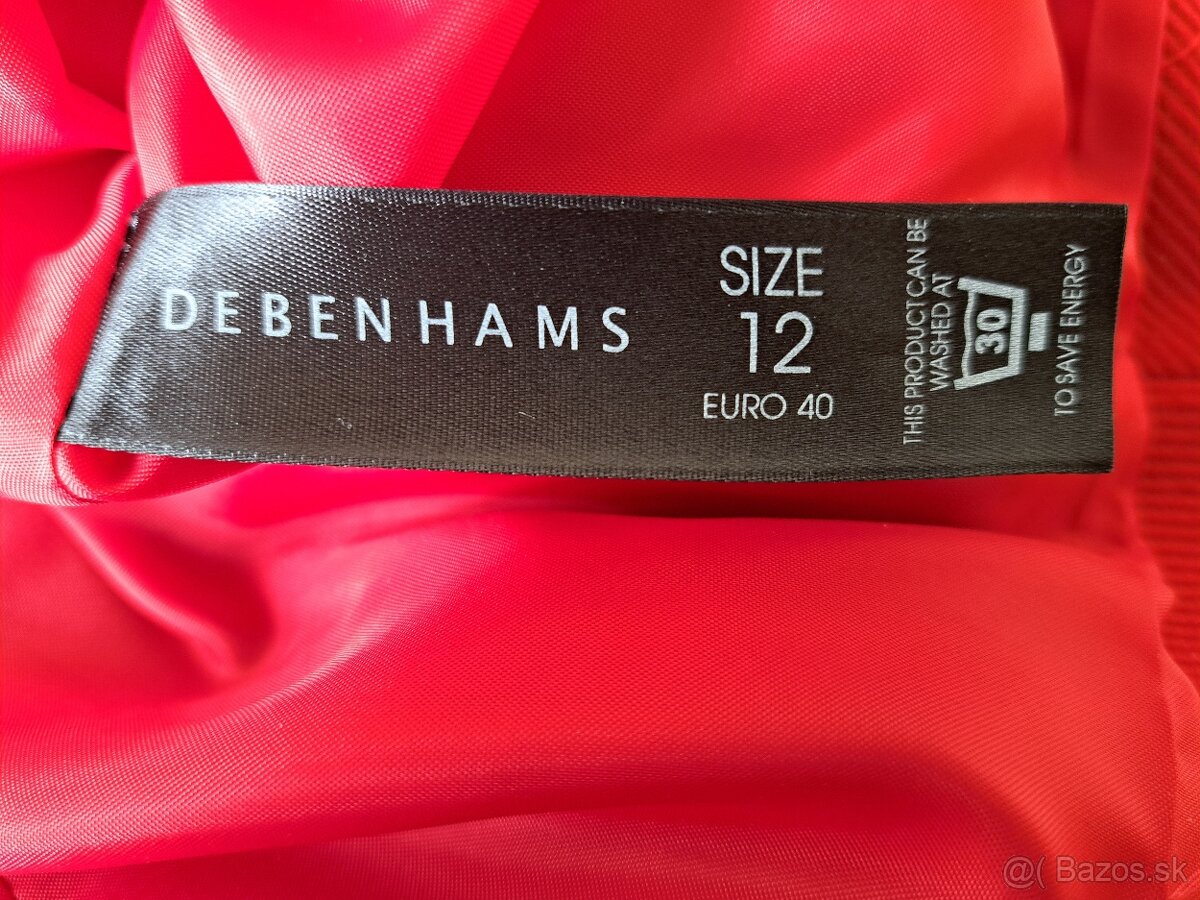 DEBENHAMS
SIZE
12
EURO 40
THIS PRODUCT CAN BE
WASHED AT
30
TO SAVE ENERGY
@( Bazos.sk